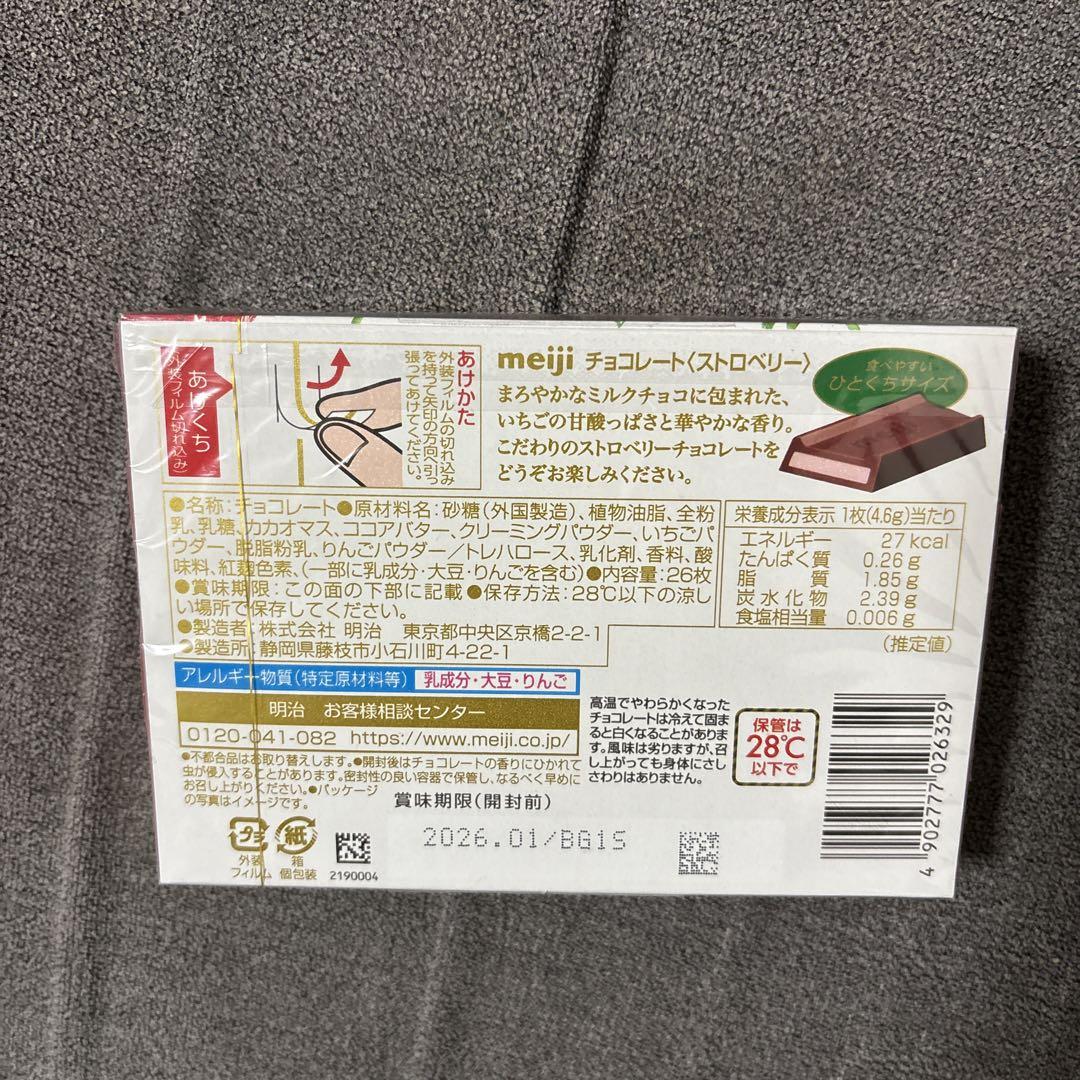 あけくち
(外装フィルム切れ込み)
あけかた
外装フィルムの切れ込み
を持って矢印の方向へ引っ
張ってあけてください。
meiji チョコレート〈ストロベリー〉
まろやかなミルクチョコに包まれた、
いちごの甘酸っぱさと華やかな香り。
こだわりのストロベリーチョコレートを
どうぞお楽しみください。
食べやすい
ひとくちサイズ
●名称:チョコレート●原材料名:砂糖(外国製造)、植物油脂、全粉
乳、乳糖、カカオマス、ココアバター、クリーミングパウダー、いちごパ
ウダー、脱脂粉乳、りんごパウダー/トレハロース、乳化剤、香料、酸
味料、紅麹色素、(一部に乳成分・大豆・りんごを含む)●内容量:26枚
●賞味期限:この面の下部に記載●保存方法:28℃以下の涼し
い場所で保存してください。
●製造者:株式会社 明治 東京都中央区京橋2-2-1
●製造所:静岡県藤枝市小石川町4-22-1
栄養成分表示 1枚(4.6g)当たり
エネルギー 27 kcal
たんぱく質 0.26 g
脂質 1.85 g
炭水化物 2.39 g
食塩相当量 0.006 g
(推定値)
アレルギー物質(特定原材料等) 乳成分・大豆・りんご
明治 お客様相談センター
0120-041-082 https://www.meiji.co.jp/
●不都合品はお取り替えします。●開封後はチョコレートの香りにひかれて
虫が侵入することがあります。密封性の良い容器で保管し、なるべく早めに
お召し上がりください。●パッケージ
の写真はイメージです。
高温でやわらかくなった
チョコレートは冷えて固ま
ると白くなることがありま
す。風味は劣りますが、召
し上がっても身体にさし
さわりはありません。
保管は
28℃
以下で
賞味期限(開封前)
2026.01/BG1S
プラ
外装
フィルム
紙
箱
個包装
2190004
4 902777 026329